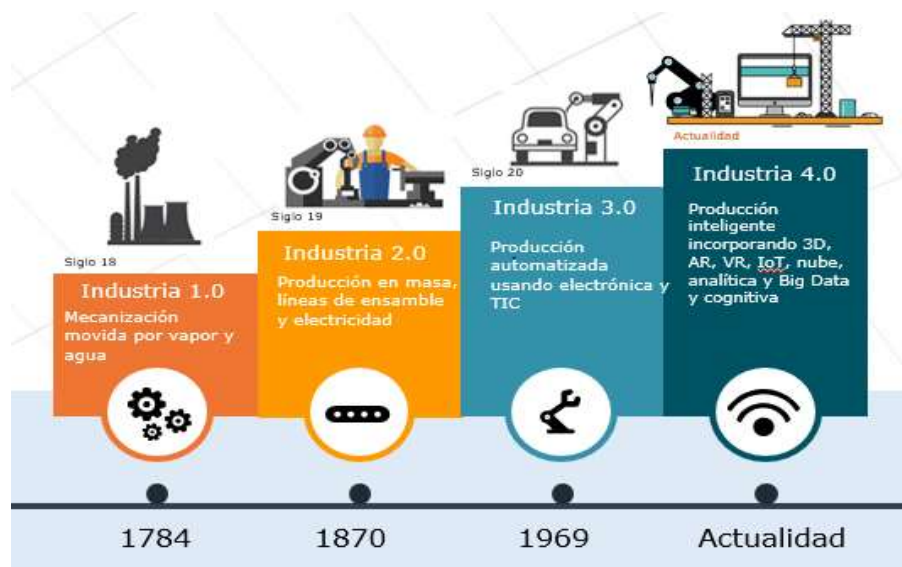 Siglo 18
Industria 1.0
Mecanización
movida por vapor y
agua
Siglo 19
Industria 2.0
Producción en masa,
líneas de ensamble
y electricidad
Siglo 20
Industria 3.0
Producción
automatizada
usando electrónica y
TIC
Actualidad
Industria 4.0
Producción
inteligente
incorporando 3D,
AR, VR, IoT, nube,
analítica y Big Data
y cognitiva
1784
1870
1969
Actualidad